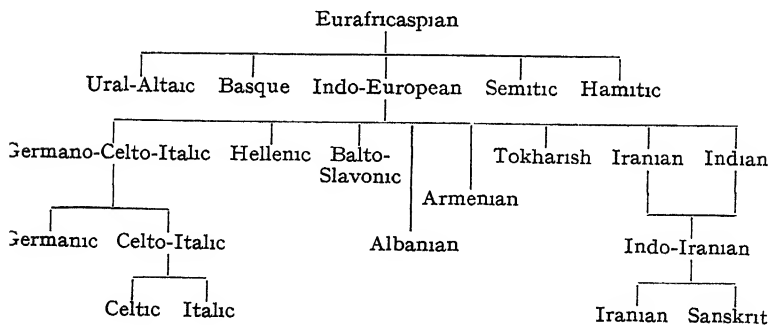 Eurafricaspian
Ural-Altaic Basque Indo-European Semitic Hamitic
Germano-Celto-Italic Hellenic Balto-Slavonic Tokharish Iranian Indian
Armenian
Germanic Celto-Italic Albanian Indo-Iranian
Celtic Italic Iranian Sanskrit